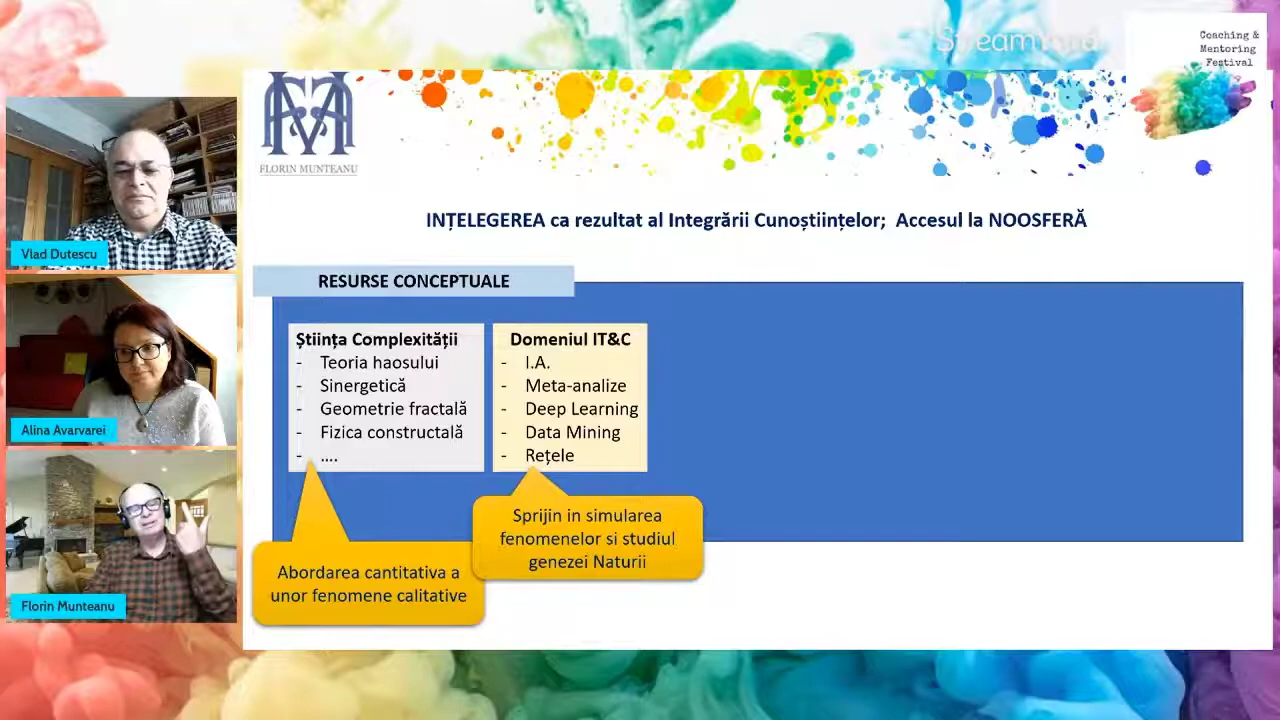 StreamYard
Coaching &
Mentoring
Festival
FLORIN MUNTEANU
INȚELEGEREA ca rezultat al Integrării Cunoștiințelor; Accesul la NOOSFERĂ
RESURSE CONCEPTUALE
Știința Complexității
- Teoria haosului
- Sinergetică
- Geometrie fractală
- Fizica constructală
- ....
Domeniul IT&C
- I.A.
- Meta-analize
- Deep Learning
- Data Mining
- Rețele
Sprijin in simularea
fenomenelor si studiul
genezei Naturii
Abordarea cantitativa a
unor fenomene calitative
Vlad Dutescu
Alina Avarvarei
Florin Munteanu